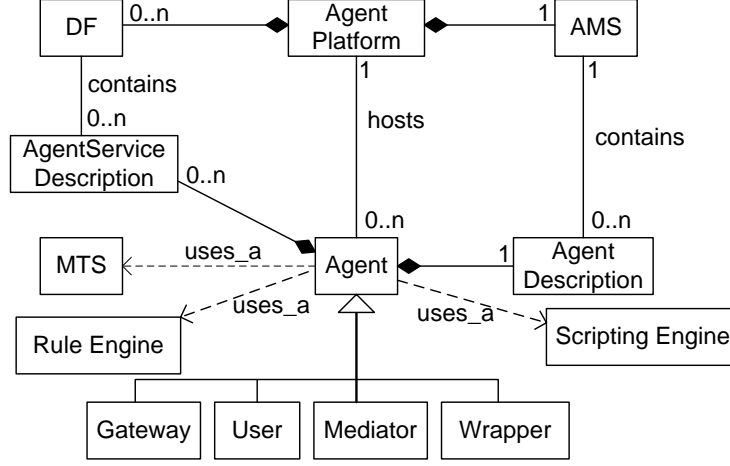 DF
0..n
Agent
Platform
1
AMS
1
1
contains
0..n
hosts
contains
AgentService
Description
0..n
0..n
0..n
MTS
uses_a
Agent
1
Agent
Description
uses_a
uses_a
Rule Engine
Scripting Engine
Gateway
User
Mediator
Wrapper